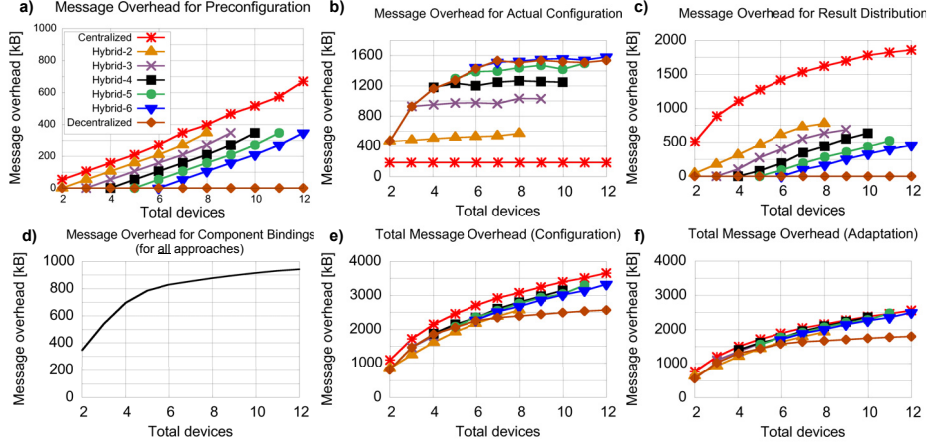 a) Message Overhead for Preconfiguration
Message overhead [kB]
1000
800
600
400
200
0
Centralized
Hybrid-2
Hybrid-3
Hybrid-4
Hybrid-5
Hybrid-6
Decentralized
2 4 6 8 10 12
Total devices
b) Message Overhead for Actual Configuration
Message overhead [kB]
1600
1200
800
400
0
2 4 6 8 10 12
Total devices
c) Message Overhead for Result Distribution
Message overhead [kB]
2000
1500
1000
500
0
2 4 6 8 10 12
Total devices
d) Message Overhead for Component Bindings
(for all approaches)
Message overhead [kB]
1000
800
600
400
200
0
2 4 6 8 10 12
Total devices
e) Total Message Overhead (Configuration)
Message overhead [kB]
4000
3000
2000
1000
0
2 4 6 8 10 12
Total devices
f) Total Message Overhead (Adaptation)
Message overhead [kB]
4000
3000
2000
1000
0
2 4 6 8 10 12
Total devices